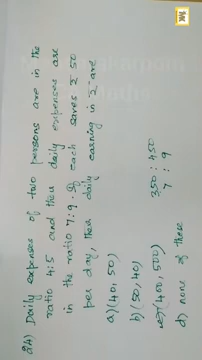 24) Daily expenses of two persons are in the
ratio 4:5 and their daily expenses are
in the ratio 7:9. If each saves ₹ 50
per day, their daily earning in ₹ are
a) (40, 50)
b) (50, 40)
c) (400, 500) 350 : 450
d) none of these 7 : 9